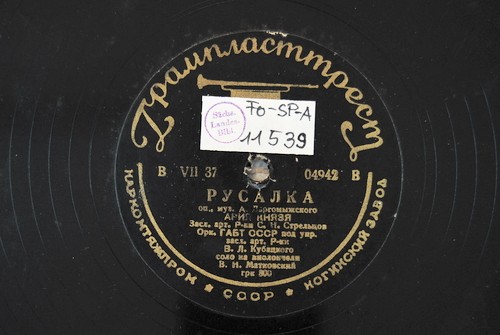 Грампласттрест
Sächs.
Landes-
Bibl.
Fo-SP-A
11539
В VII 37
04942 В
РУСАЛКА
оп., муз. А. Даргомыжского
АРИЯ КНЯЗЯ
Засл. арт. Р-ки С. Н. Стрельцов
Орк. ГАБТ СССР под упр.
засл. арт. Р-ки
В. Л. Кубацкого
соло на виолончели
В. И. Матковский
грк 800
НАРКОМТЯЖПРОМ ★ СССР ★ НОГИНСКИЙ ЗАВОД